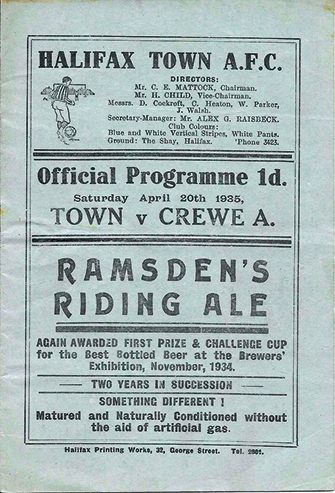 HALIFAX TOWN A.F.C.
DIRECTORS:
Mr. C. E. MATTOCK, Chairman.
Mr. H. CHILD, Vice-Chairman.
Messrs. D. Cockroft, C. Heaton, W. Parker,
J. Walsh.
Secretary-Manager: Mr. ALEX G. RAISBECK.
Club Colours:
Blue and White Vertical Stripes, White Pants.
Ground: The Shay, Halifax. Phone 3423.
Official Programme 1d.
Saturday April 20th 1935,
TOWN v CREWE A.
RAMSDEN'S
RIDING ALE
AGAIN AWARDED FIRST PRIZE & CHALLENGE CUP
for the Best Bottled Beer at the Brewers'
Exhibition, November, 1934.
TWO YEARS IN SUCCESSION
SOMETHING DIFFERENT !
Matured and Naturally Conditioned without
the aid of artificial gas.
Halifax Printing Works, 32, George Street. Tel. 2661.